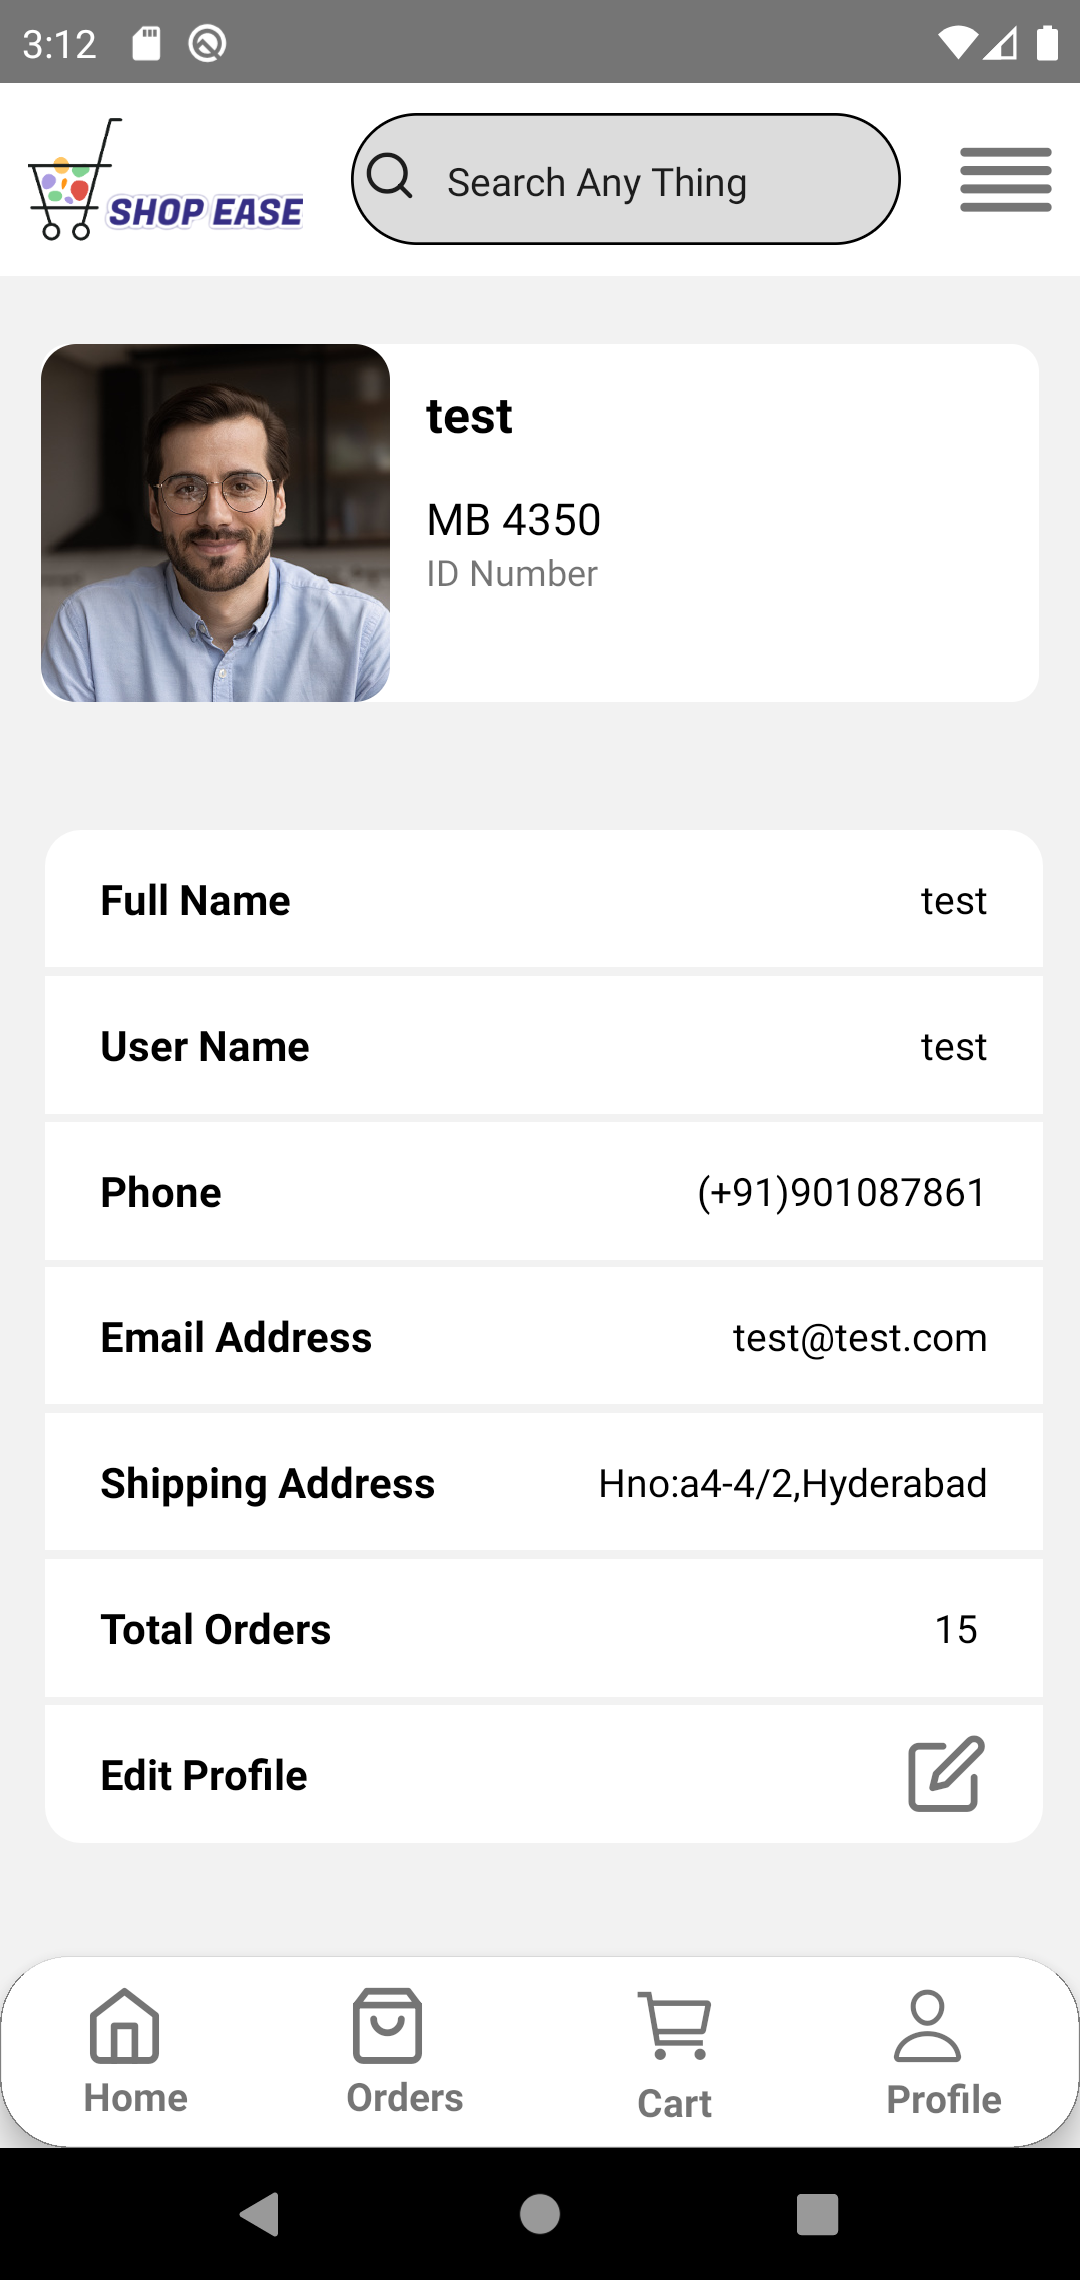 3:12
SHOP EASE
Search Any Thing
test
MB 4350
ID Number
Full Name test
User Name test
Phone (+91)901087861
Email Address test@test.com
Shipping Address Hno:a4-4/2,Hyderabad
Total Orders 15
Edit Profile
Home Orders Cart Profile